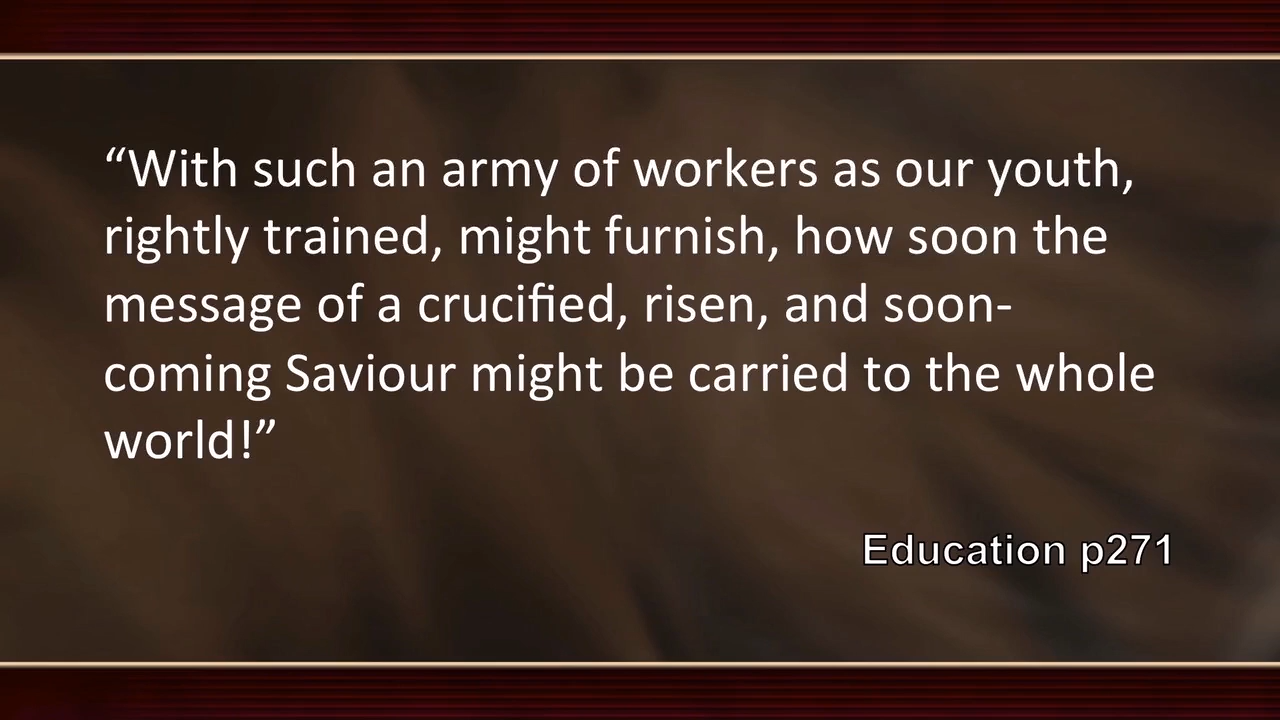 “With such an army of workers as our youth,
rightly trained, might furnish, how soon the
message of a crucified, risen, and soon-
coming Saviour might be carried to the whole
world!”
Education p271